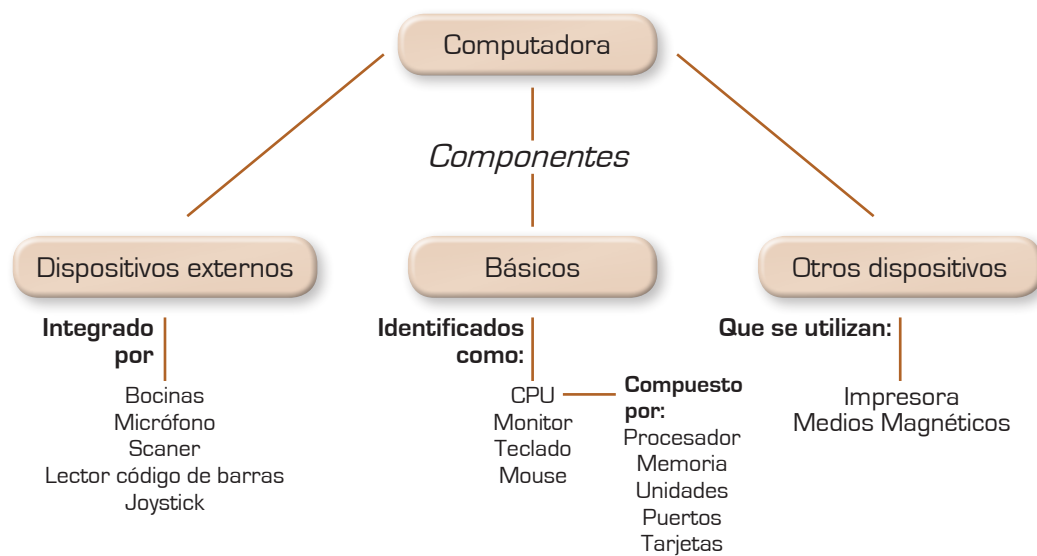 Computadora
Componentes
Dispositivos externos
Integrado
por
Bocinas
Micrófono
Scaner
Lector código de barras
Joystick
Básicos
Identificados
como:
CPU
Monitor
Teclado
Mouse
Compuesto
por:
Procesador
Memoria
Unidades
Puertos
Tarjetas
Otros dispositivos
Que se utilizan:
Impresora
Medios Magnéticos